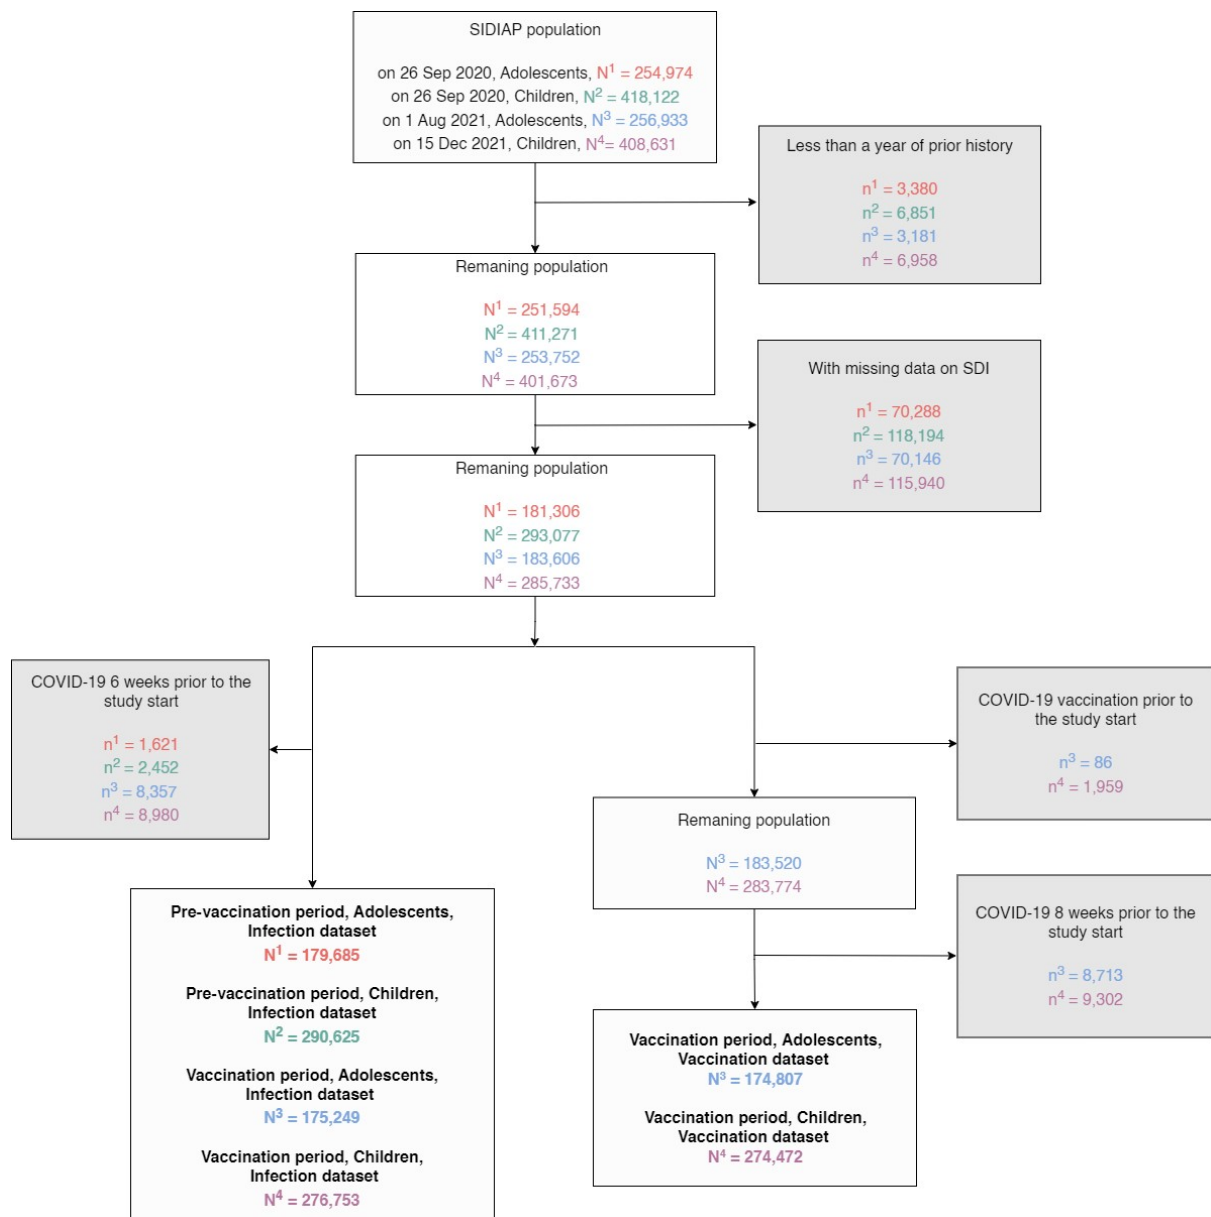 SIDIAP population
on 26 Sep 2020, Adolescents, N¹ = 254,974
on 26 Sep 2020, Children, N² = 418,122
on 1 Aug 2021, Adolescents, N³ = 256,933
on 15 Dec 2021, Children, N⁴= 408,631
Less than a year of prior history
n¹ = 3,380
n² = 6,851
n³ = 3,181
n⁴ = 6,958
Remaning population
N¹ = 251,594
N² = 411,271
N³ = 253,752
N⁴ = 401,673
With missing data on SDI
n¹ = 70,288
n² = 118,194
n³ = 70,146
n⁴ = 115,940
Remaning population
N¹ = 181,306
N² = 293,077
N³ = 183,606
N⁴ = 285,733
COVID-19 6 weeks prior to the
study start
n¹ = 1,621
n² = 2,452
n³ = 8,357
n⁴ = 8,980
COVID-19 vaccination prior to
the study start
n³ = 86
n⁴ = 1,959
Remaning population
N³ = 183,520
N⁴ = 283,774
COVID-19 8 weeks prior to the
study start
n³ = 8,713
n⁴ = 9,302
Pre-vaccination period, Adolescents,
Infection dataset
N¹ = 179,685
Pre-vaccination period, Children,
Infection dataset
N² = 290,625
Vaccination period, Adolescents,
Infection dataset
N³ = 175,249
Vaccination period, Children,
Infection dataset
N⁴ = 276,753
Vaccination period, Adolescents,
Vaccination dataset
N³ = 174,807
Vaccination period, Children,
Vaccination dataset
N⁴ = 274,472